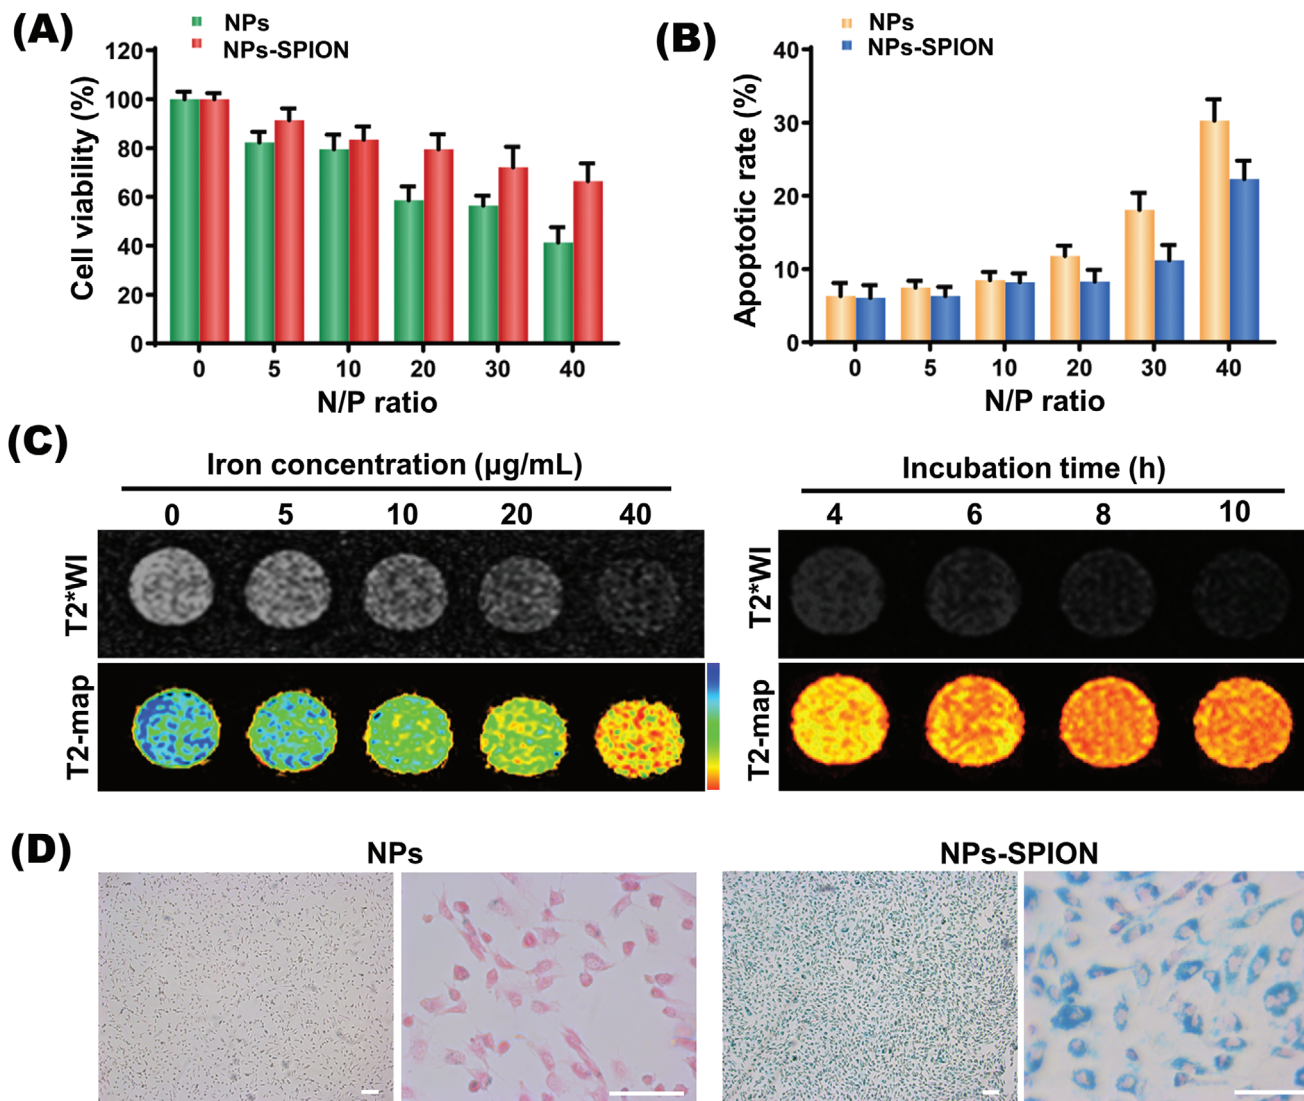 (A)
NPs
NPs-SPION
Cell viability (%)
120
100
80
60
40
20
0
0 5 10 20 30 40
N/P ratio
(B)
NPs
NPs-SPION
Apoptotic rate (%)
40
30
20
10
0
0 5 10 20 30 40
N/P ratio
(C)
Iron concentration (μg/mL)
0 5 10 20 40
T2*WI
T2-map
Incubation time (h)
4 6 8 10
T2*WI
T2-map
(D)
NPs
NPs-SPION